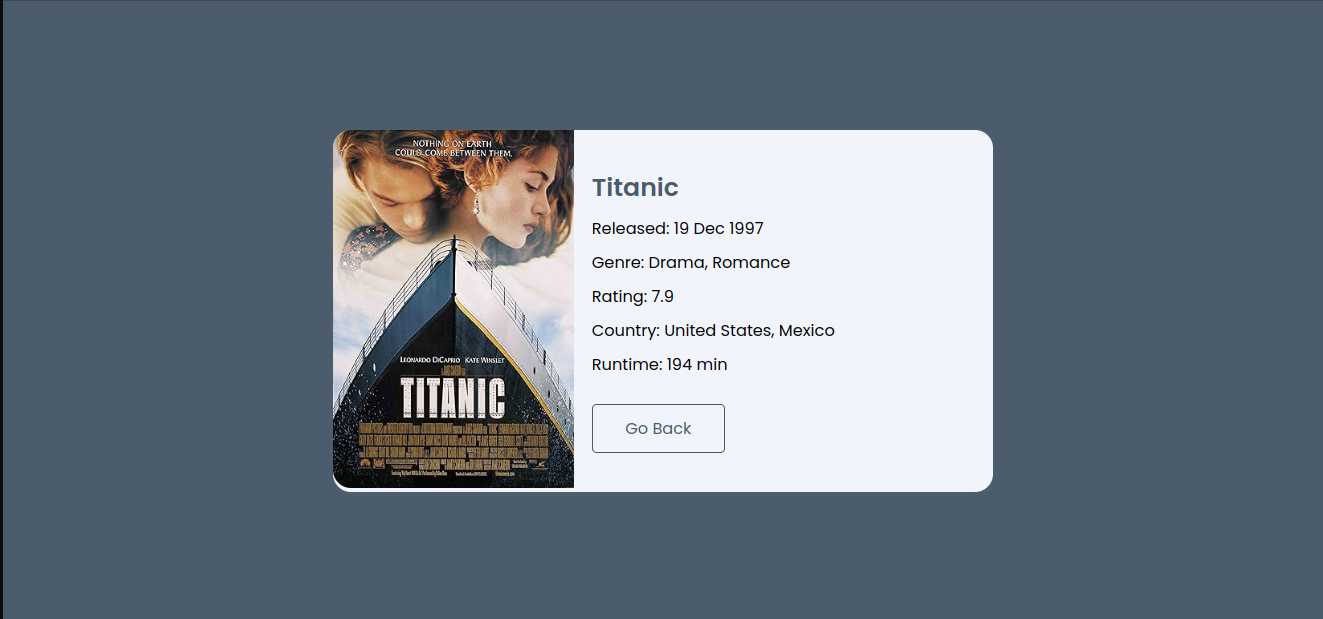 NOTHING ON EARTH
COULD COME BETWEEN THEM.
LEONARDO DICAPRIO KATE WINSLET
TITANIC
Titanic
Released: 19 Dec 1997
Genre: Drama, Romance
Rating: 7.9
Country: United States, Mexico
Runtime: 194 min
Go Back